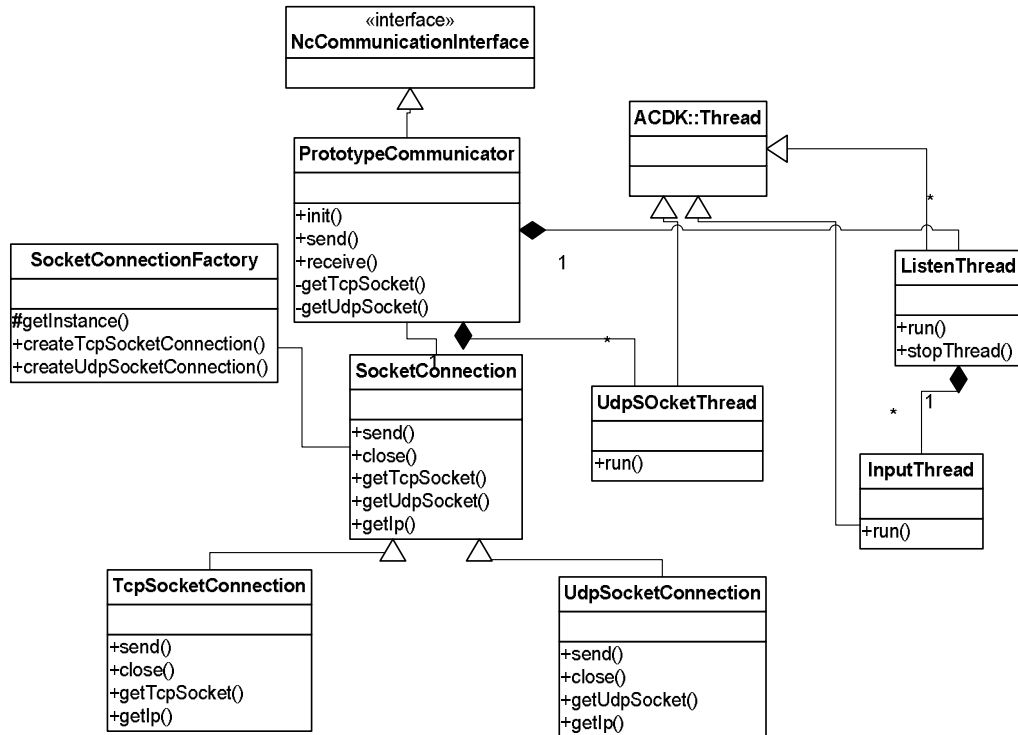 «interface»
NcCommunicationInterface
ACDK::Thread
PrototypeCommunicator
+init()
+send()
+receive()
-getTcpSocket()
-getUdpSocket()
*
1
SocketConnectionFactory
#getInstance()
+createTcpSocketConnection()
+createUdpSocketConnection()
ListenThread
+run()
+stopThread()
1
*
SocketConnection
+send()
+close()
+getTcpSocket()
+getUdpSocket()
+getIp()
UdpSOcketThread
+run()
1
*
InputThread
+run()
TcpSocketConnection
+send()
+close()
+getTcpSocket()
+getIp()
UdpSocketConnection
+send()
+close()
+getUdpSocket()
+getIp()